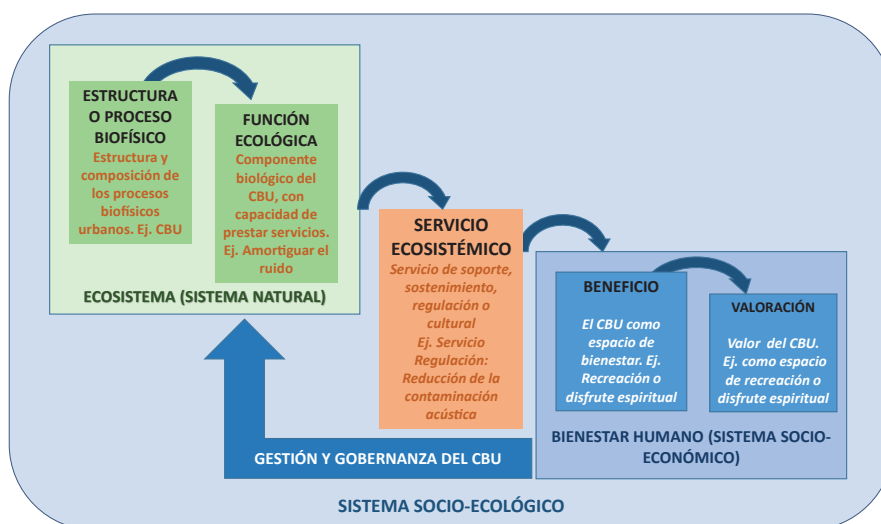 ESTRUCTURA
O PROCESO
BIOFÍSICO
Estructura y
composición de
los procesos
biofísicos
urbanos. Ej. CBU
FUNCIÓN
ECOLÓGICA
Componente
biológico del
CBU, con
capacidad de
prestar servicios.
Ej. Amortiguar el
ruido
ECOSISTEMA (SISTEMA NATURAL)
SERVICIO
ECOSISTÉMICO
Servicio de soporte,
sostenimiento,
regulación o
cultural
Ej. Servicio
Regulación:
Reducción de la
contaminación
acústica
BENEFICIO
El CBU como
espacio de
bienestar. Ej.
Recreación o
disfrute espiritual
VALORACIÓN
Valor del CBU.
Ej. como espacio
de recreación o
disfrute espiritual
BIENESTAR HUMANO (SISTEMA SOCIO-
ECONÓMICO)
GESTIÓN Y GOBERNANZA DEL CBU
SISTEMA SOCIO-ECOLÓGICO